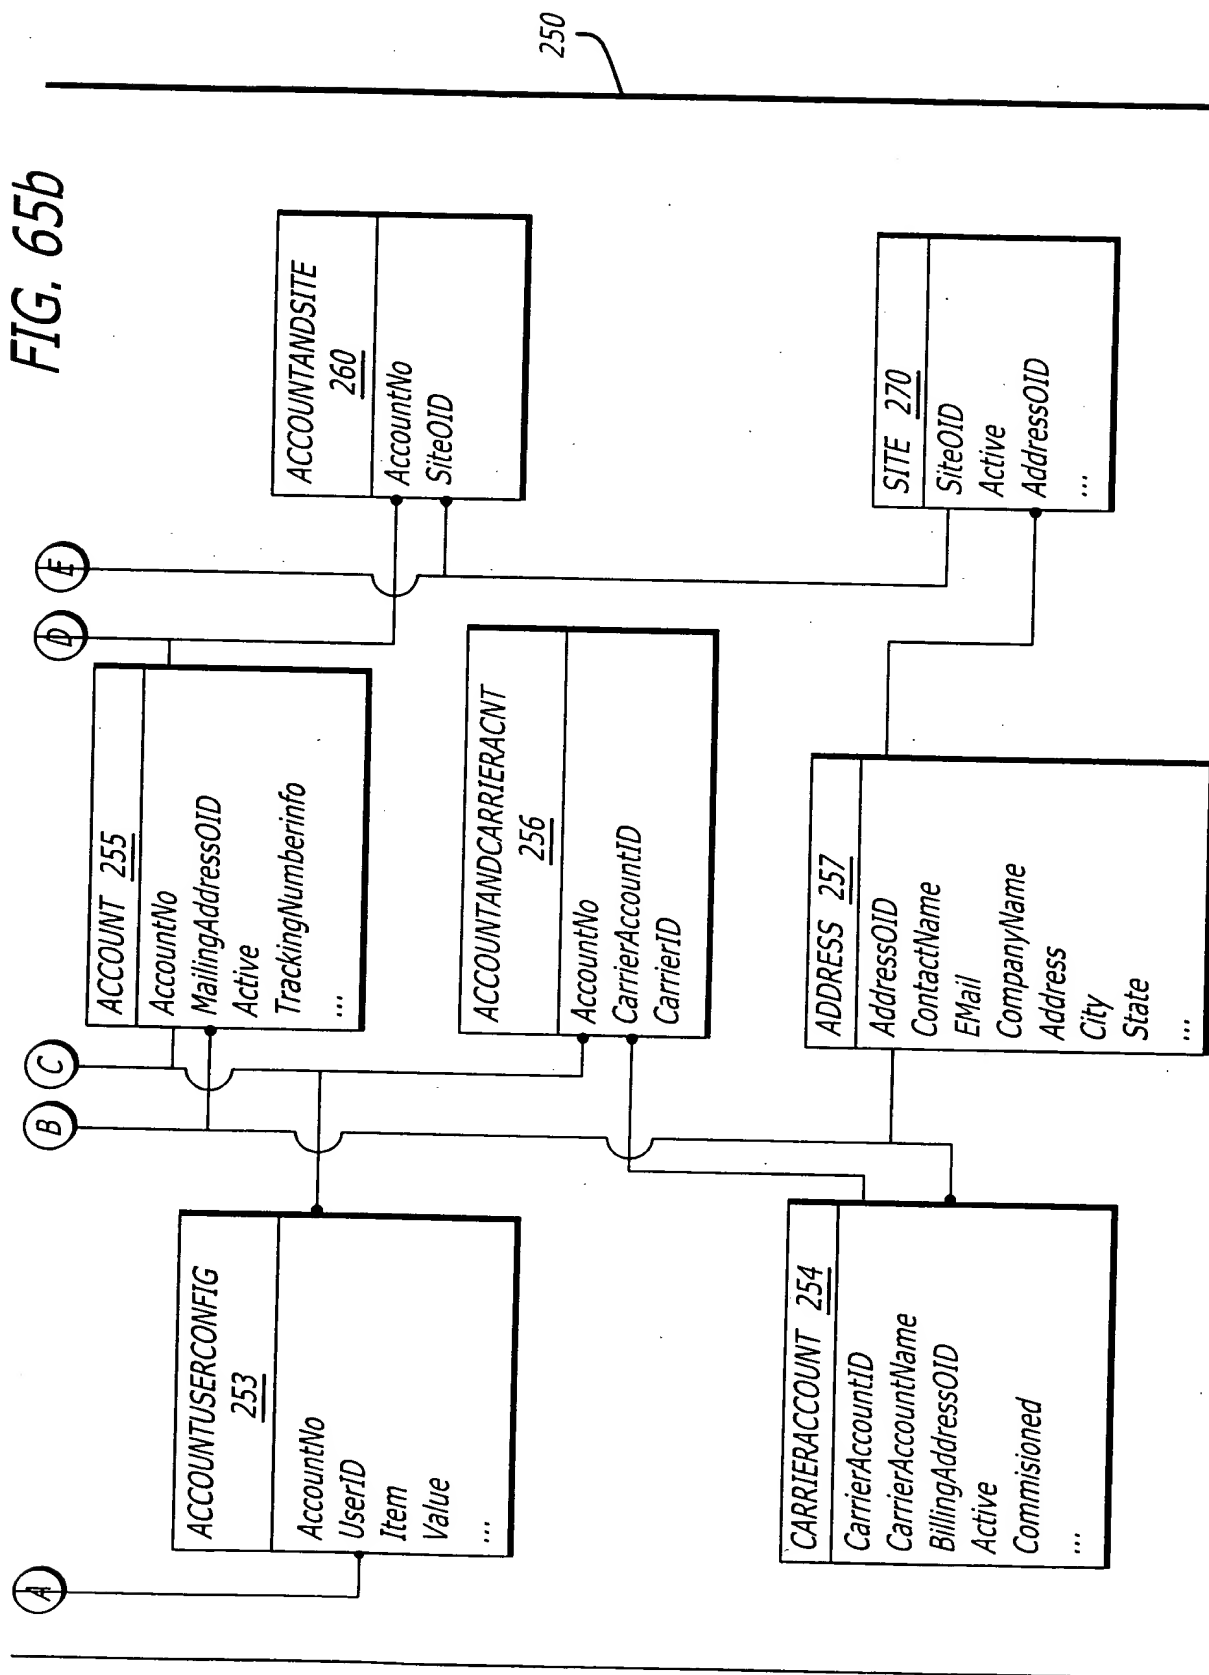 FIG. 65b
250
A
B
C
D
E
ACCOUNTUSERCONFIG
253
AccountNo
UserID
Item
Value
...
ACCOUNT 255
AccountNo
MailingAddressOID
Active
TrackingNumberinfo
...
ACCOUNTANDSITE
260
AccountNo
SiteOID
ACCOUNTANDCARRIERACNT
256
AccountNo
CarrierAccountID
CarrierID
CARRIERACCOUNT 254
CarrierAccountID
CarrierAccountName
BillingAddressOID
Active
Commisioned
...
ADDRESS 257
AddressOID
ContactName
EMail
CompanyName
Address
City
State
...
SITE 270
SiteOID
Active
AddressOID
...